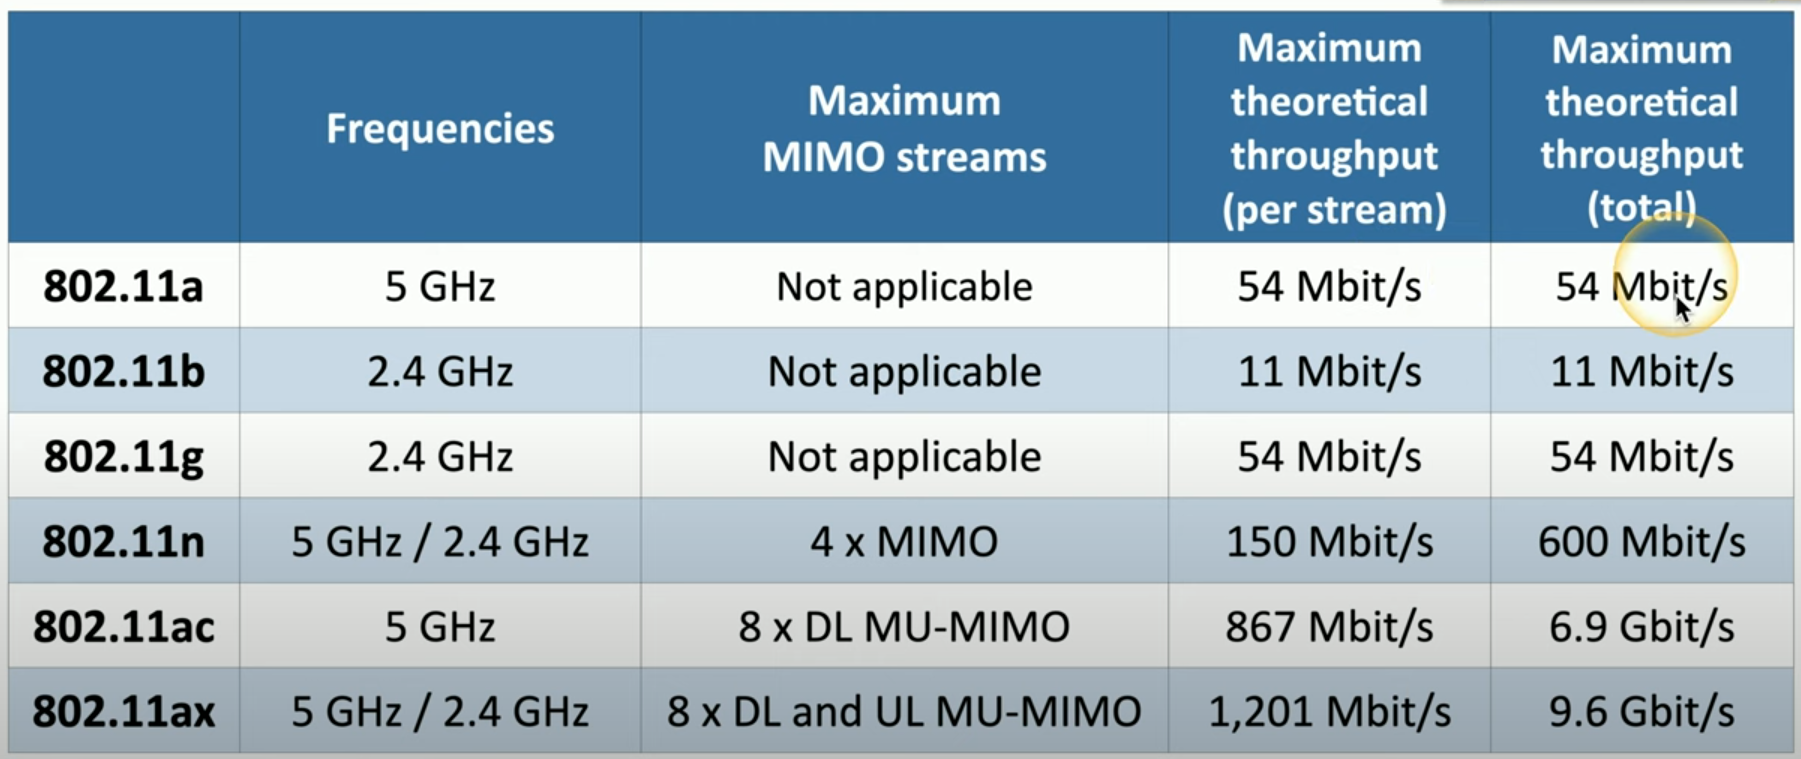 Frequencies
Maximum
MIMO streams
Maximum
theoretical
throughput
(per stream)
Maximum
theoretical
throughput
(total)
802.11a 5 GHz Not applicable 54 Mbit/s 54 Mbit/s
802.11b 2.4 GHz Not applicable 11 Mbit/s 11 Mbit/s
802.11g 2.4 GHz Not applicable 54 Mbit/s 54 Mbit/s
802.11n 5 GHz / 2.4 GHz 4 x MIMO 150 Mbit/s 600 Mbit/s
802.11ac 5 GHz 8 x DL MU-MIMO 867 Mbit/s 6.9 Gbit/s
802.11ax 5 GHz / 2.4 GHz 8 x DL and UL MU-MIMO 1,201 Mbit/s 9.6 Gbit/s